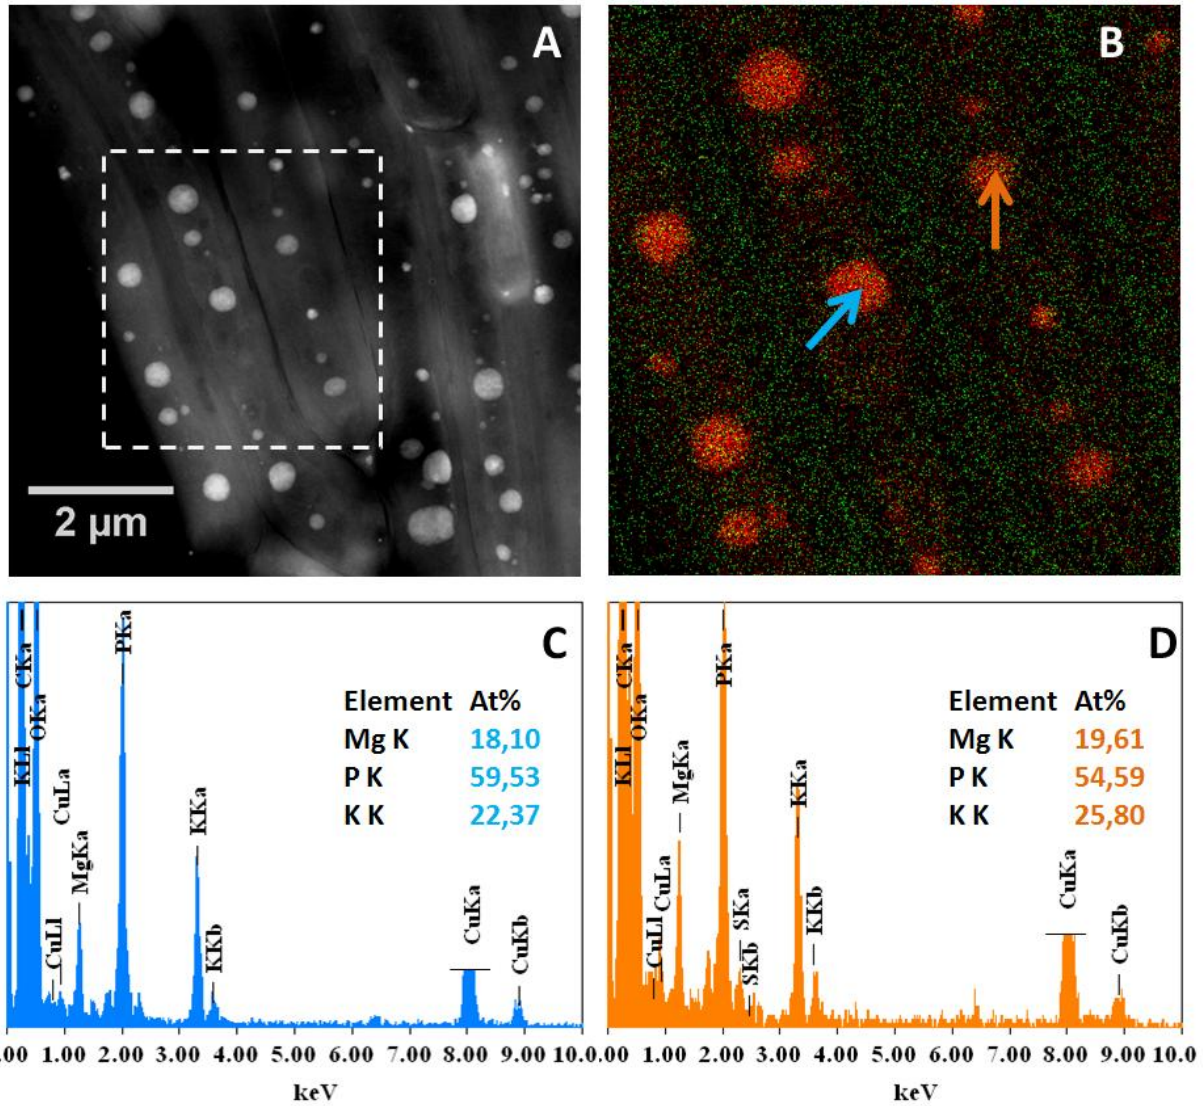 A
B
2 µm
C
CKa
KLl
OKa
CuLl
CuLa
MgKa
PKa
KKa
KKb
CuKa
CuKb
Element At%
Mg K 18,10
P K 59,53
K K 22,37
.00 1.00 2.00 3.00 4.00 5.00 6.00 7.00 8.00 9.00 10.0
keV
D
CKa
KLl
OKa
CuLl
CuLa
MgKa
PKa
SKa
SKb
KKa
KKb
CuKa
CuKb
Element At%
Mg K 19,61
P K 54,59
K K 25,80
0.00 1.00 2.00 3.00 4.00 5.00 6.00 7.00 8.00 9.00 10.0
keV